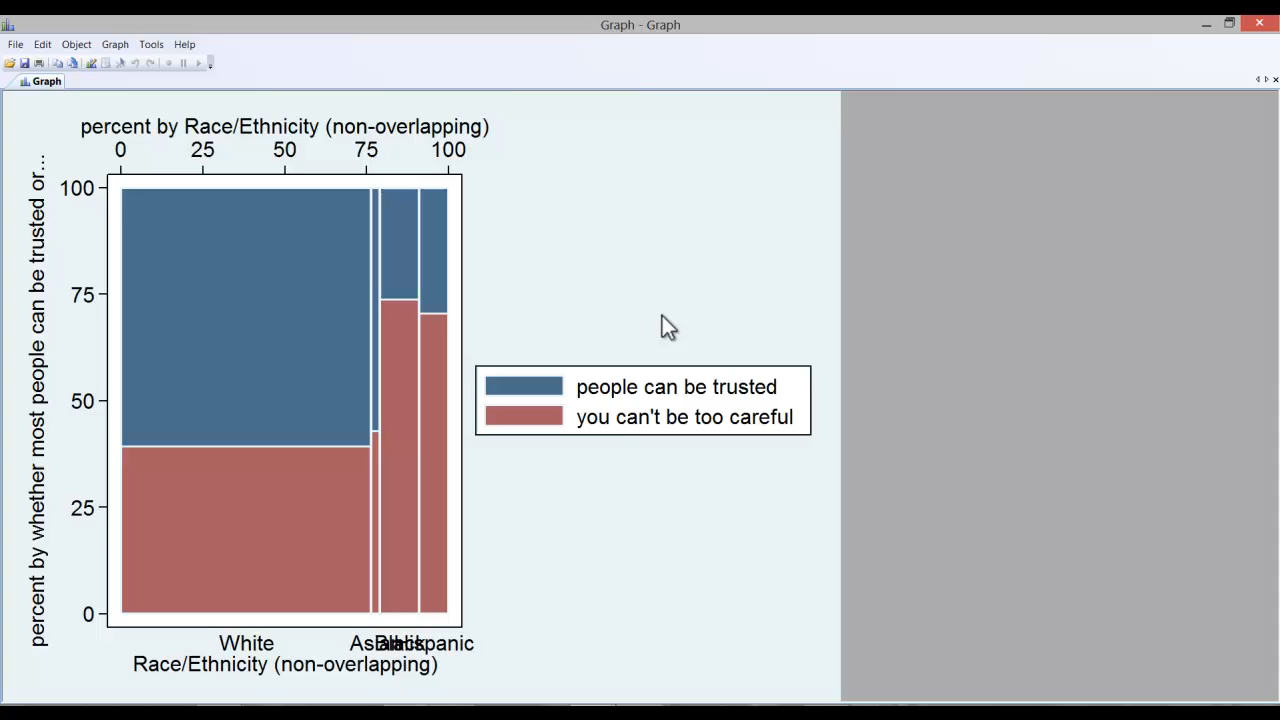 Graph - Graph
File Edit Object Graph Tools Help
Graph
percent by Race/Ethnicity (non-overlapping)
0 25 50 75 100
percent by whether most people can be trusted or...
100
75
50
25
0
people can be trusted
you can't be too careful
White Asian Black Hispanic
Race/Ethnicity (non-overlapping)